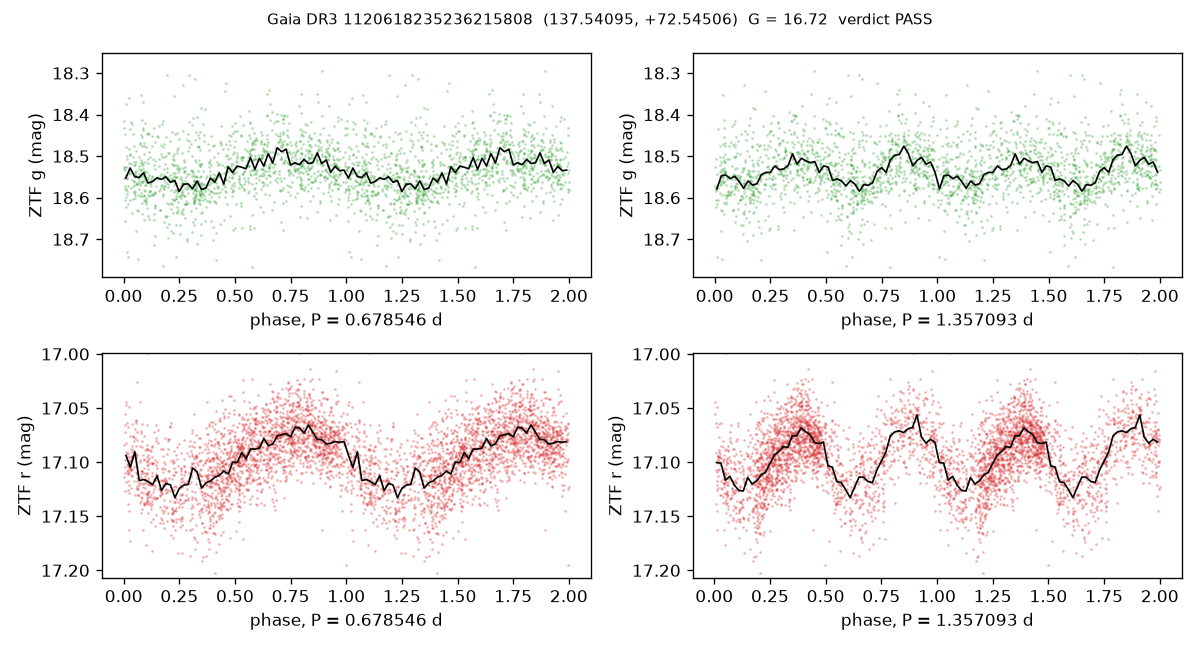 Gaia DR3 1120618235236215808 (137.54095, +72.54506) G = 16.72 verdict PASS
ZTF g (mag)
18.3
18.4
18.5
18.6
18.7
0.00 0.25 0.50 0.75 1.00 1.25 1.50 1.75 2.00
phase, P = 0.678546 d
ZTF g (mag)
18.3
18.4
18.5
18.6
18.7
0.00 0.25 0.50 0.75 1.00 1.25 1.50 1.75 2.00
phase, P = 1.357093 d
ZTF r (mag)
17.00
17.05
17.10
17.15
17.20
0.00 0.25 0.50 0.75 1.00 1.25 1.50 1.75 2.00
phase, P = 0.678546 d
ZTF r (mag)
17.00
17.05
17.10
17.15
17.20
0.00 0.25 0.50 0.75 1.00 1.25 1.50 1.75 2.00
phase, P = 1.357093 d